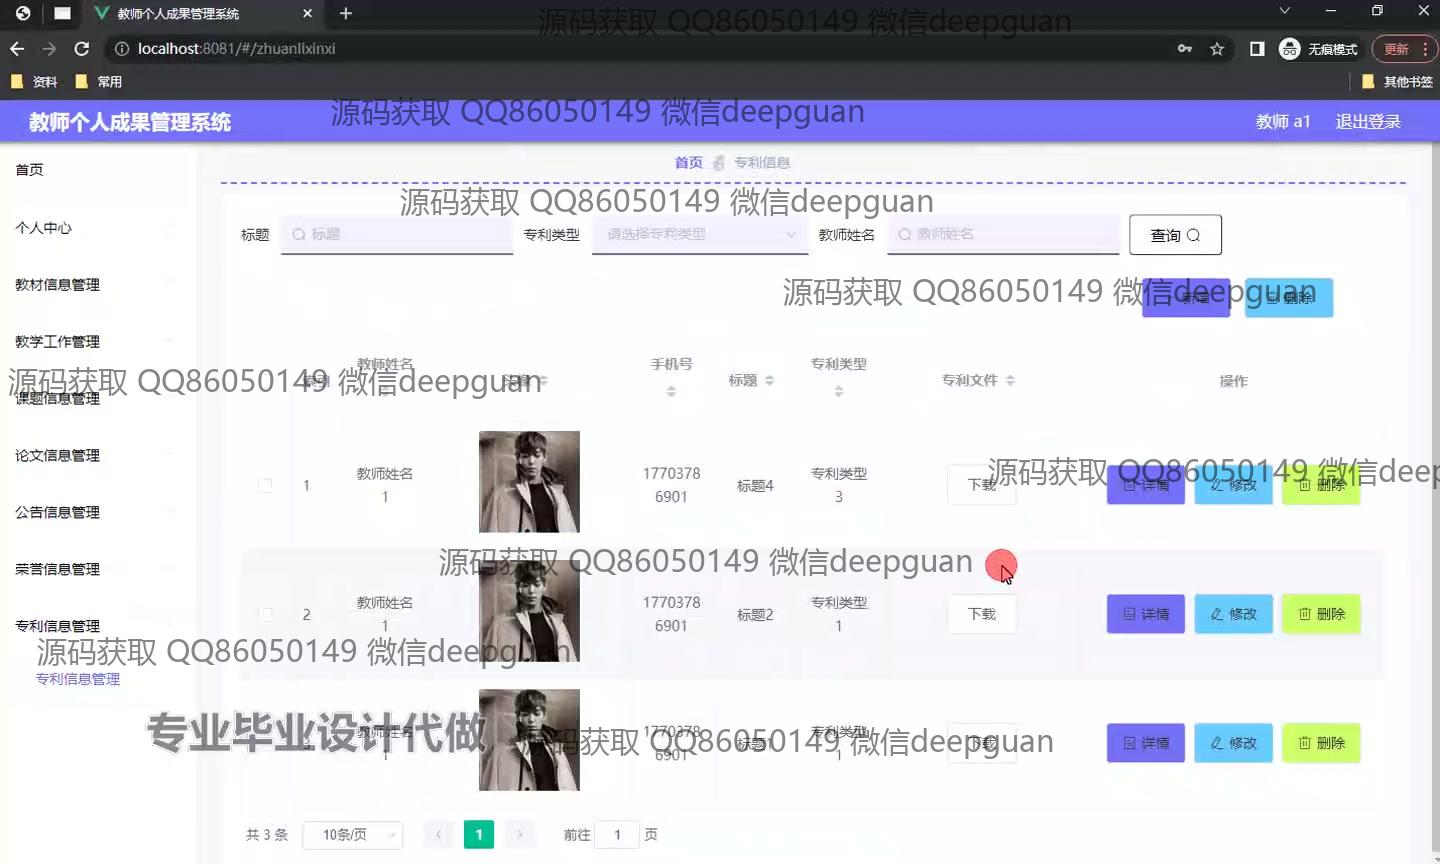 教师个人成果管理系统
源码获取 QQ86050149 微信deepguan
localhost:8081/#/zhuanlixinxi
无痕模式
更新
资料
常用
其他书签
教师个人成果管理系统
源码获取 QQ86050149 微信deepguan
教师 a1
退出登录
首页
首页
专利信息
源码获取 QQ86050149 微信deepguan
个人中心
标题
标题
专利类型
请选择专利类型
教师姓名
教师姓名
查询
教材信息管理
源码获取 QQ86050149 微信deepguan
新增
删除
教学工作管理
源码获取 QQ86050149 微信deepguan
索引
教师姓名
头像
手机号
标题
专利类型
专利文件
操作
课题信息管理
论文信息管理
源码获取 QQ86050149 微信deep
1
教师姓名
1
1770378
6901
标题4
专利类型
3
下载
详情
修改
删除
公告信息管理
荣誉信息管理
源码获取 QQ86050149 微信deepguan
2
教师姓名
1
1770378
6901
标题2
专利类型
1
下载
详情
修改
删除
专利信息管理
源码获取 QQ86050149 微信deepguan
专利信息管理
专业毕业设计代做
源码获取 QQ86050149 微信deepguan
3
教师姓名
1
1770378
6901
标题1
专利类型
1
下载
详情
修改
删除
共 3 条
10条/页
1
前往
1
页